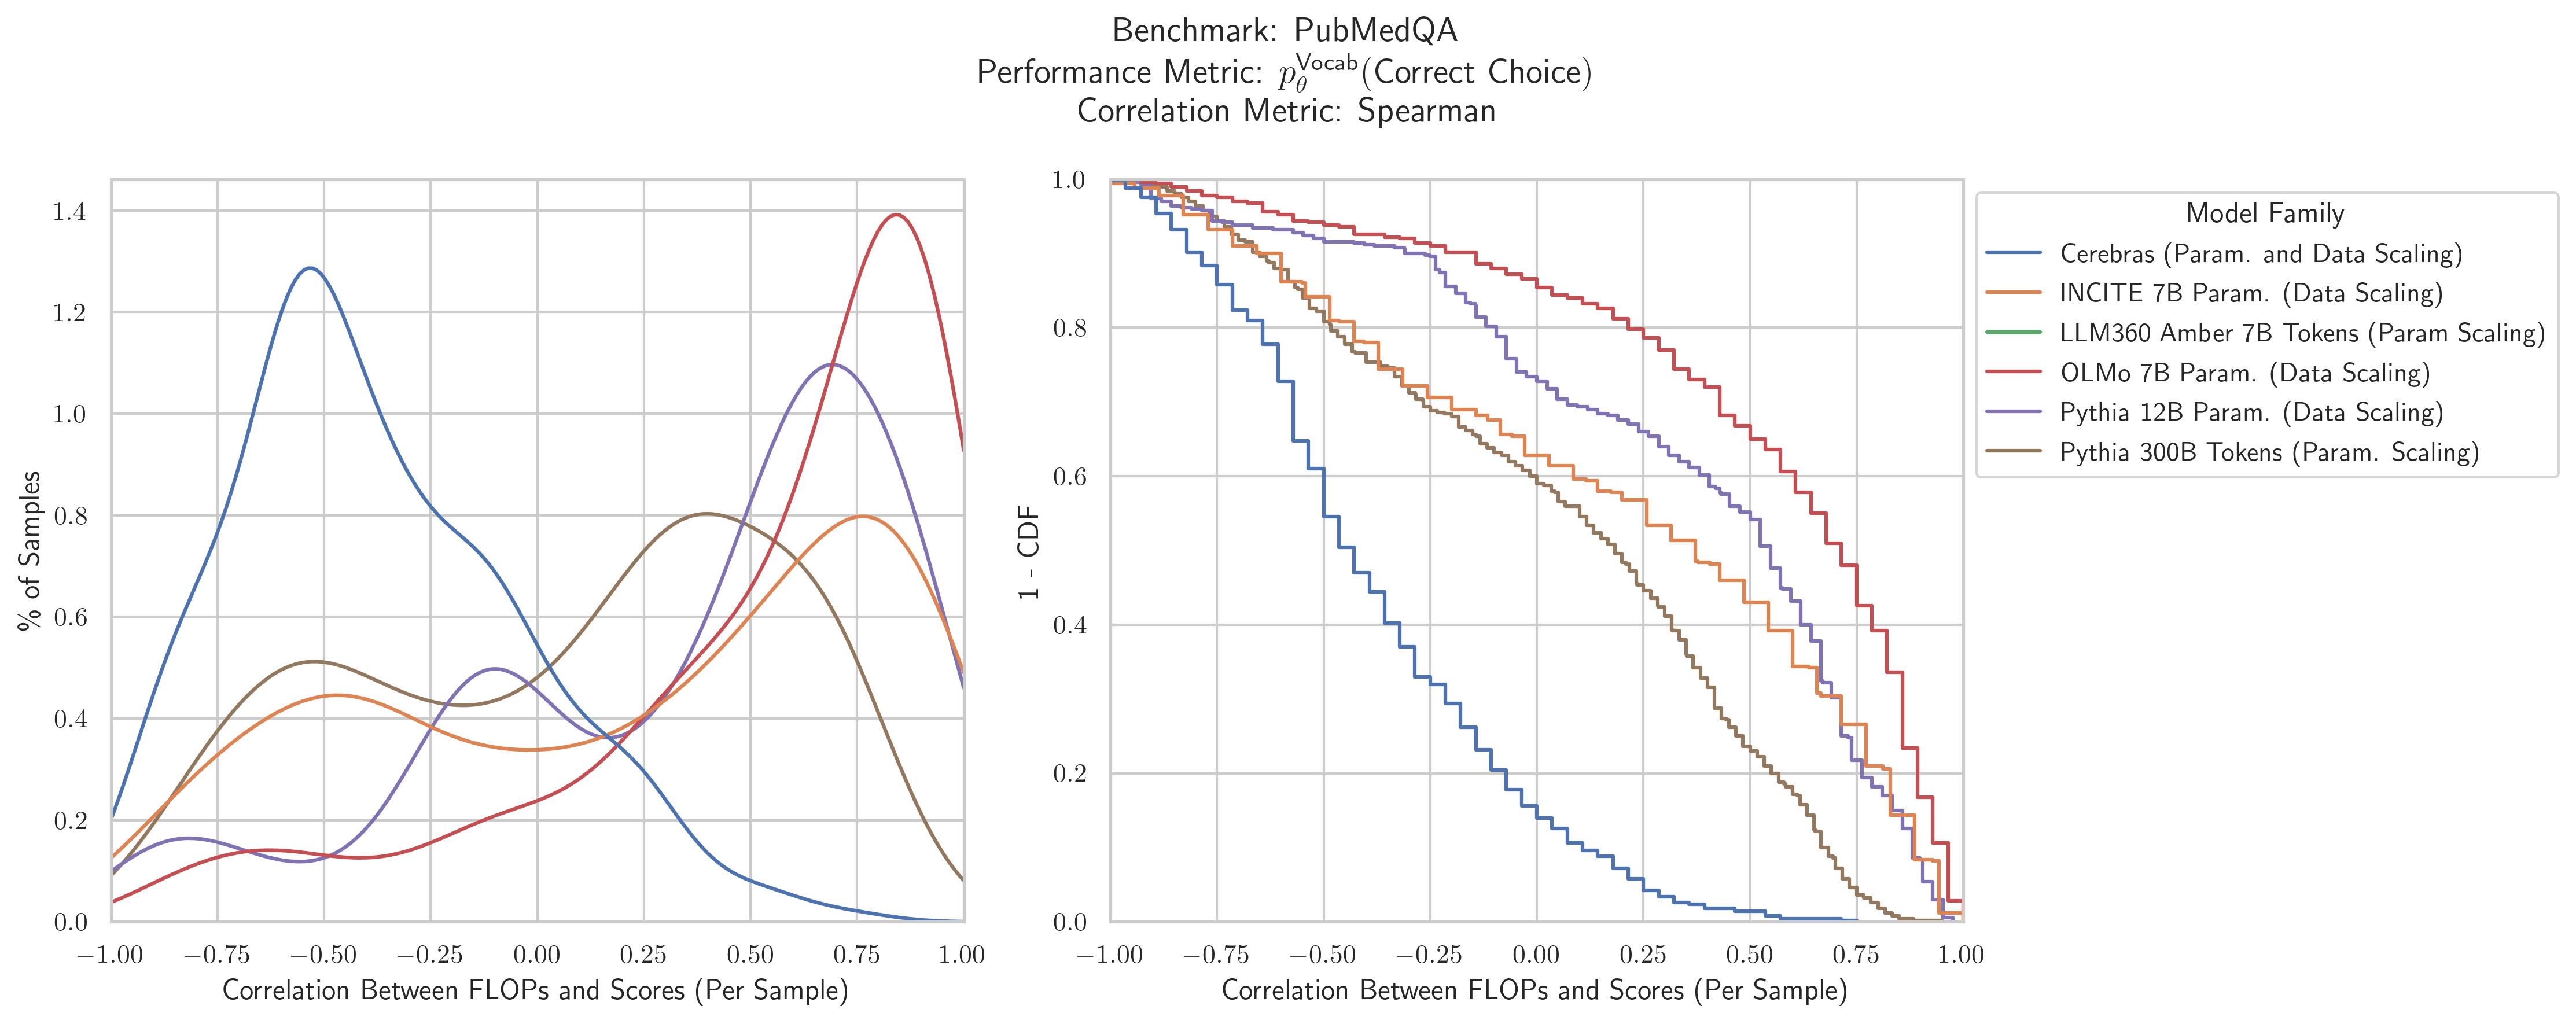 Benchmark: PubMedQA
Performance Metric: $p_\theta^{\text{Vocab}}$(Correct Choice)
Correlation Metric: Spearman
% of Samples
1.4
1.2
1.0
0.8
0.6
0.4
0.2
0.0
−1.00 −0.75 −0.50 −0.25 0.00 0.25 0.50 0.75 1.00
Correlation Between FLOPs and Scores (Per Sample)
1 - CDF
1.0
0.8
0.6
0.4
0.2
0.0
−1.00 −0.75 −0.50 −0.25 0.00 0.25 0.50 0.75 1.00
Correlation Between FLOPs and Scores (Per Sample)
Model Family
Cerebras (Param. and Data Scaling)
INCITE 7B Param. (Data Scaling)
LLM360 Amber 7B Tokens (Param Scaling)
OLMo 7B Param. (Data Scaling)
Pythia 12B Param. (Data Scaling)
Pythia 300B Tokens (Param. Scaling)